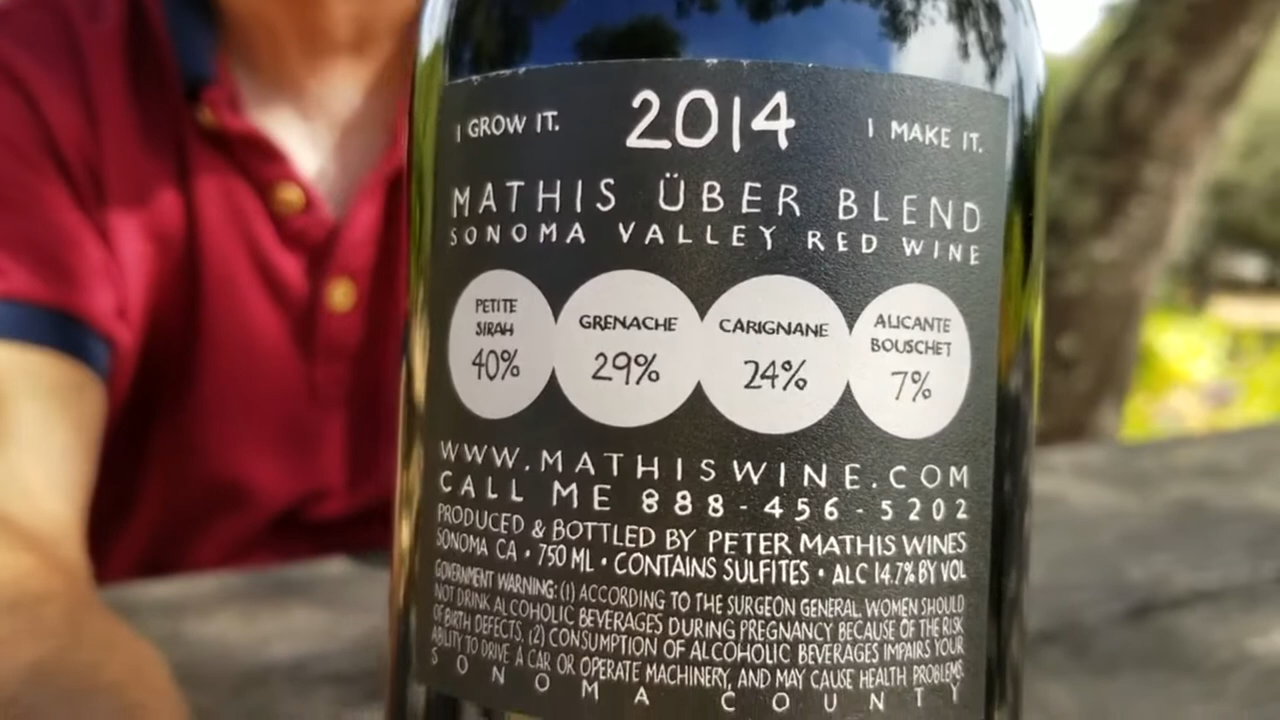 I GROW IT. 2014 I MAKE IT.
MATHIS ÜBER BLEND
SONOMA VALLEY RED WINE
PETITE
SIRAH
40%
GRENACHE
29%
CARIGNANE
24%
ALICANTE
BOUSCHET
7%
WWW.MATHISWINE.COM
CALL ME 888-456-5202
PRODUCED & BOTTLED BY PETER MATHIS WINES
SONOMA CA • 750 ML • CONTAINS SULFITES • ALC 14.7% BY VOL
GOVERNMENT WARNING: (1) ACCORDING TO THE SURGEON GENERAL, WOMEN SHOULD
NOT DRINK ALCOHOLIC BEVERAGES DURING PREGNANCY BECAUSE OF THE RISK
OF BIRTH DEFECTS. (2) CONSUMPTION OF ALCOHOLIC BEVERAGES IMPAIRS YOUR
ABILITY TO DRIVE A CAR OR OPERATE MACHINERY, AND MAY CAUSE HEALTH PROBLEMS.
SONOMA COUNTY